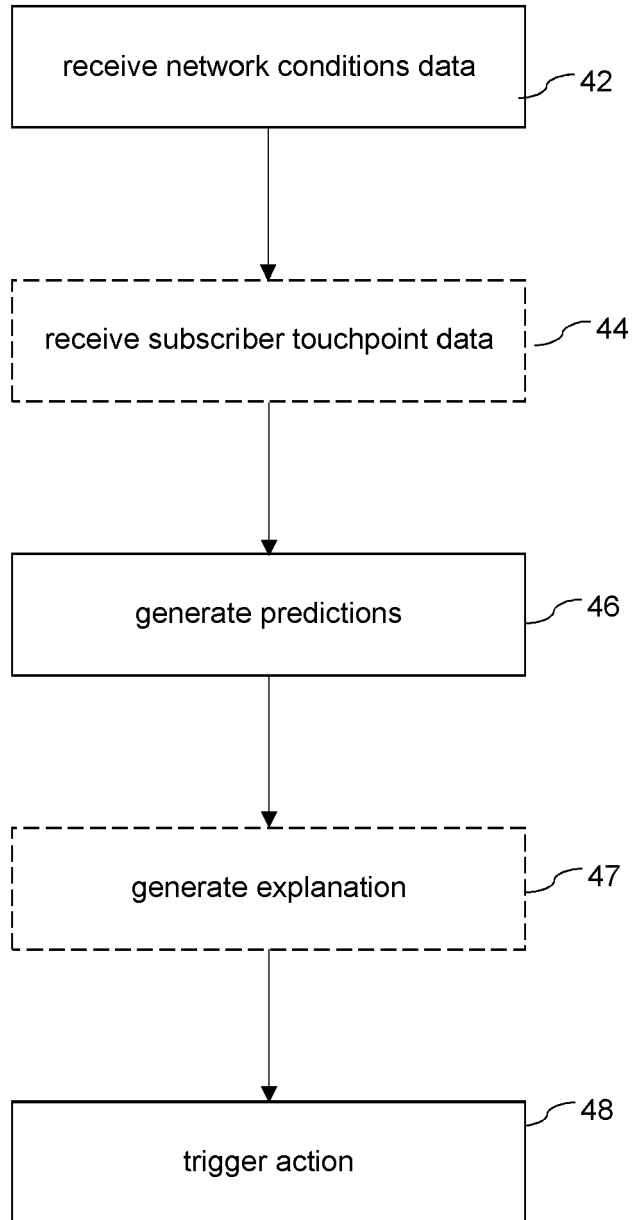 receive network conditions data
42
receive subscriber touchpoint data
44
generate predictions
46
generate explanation
47
trigger action
48